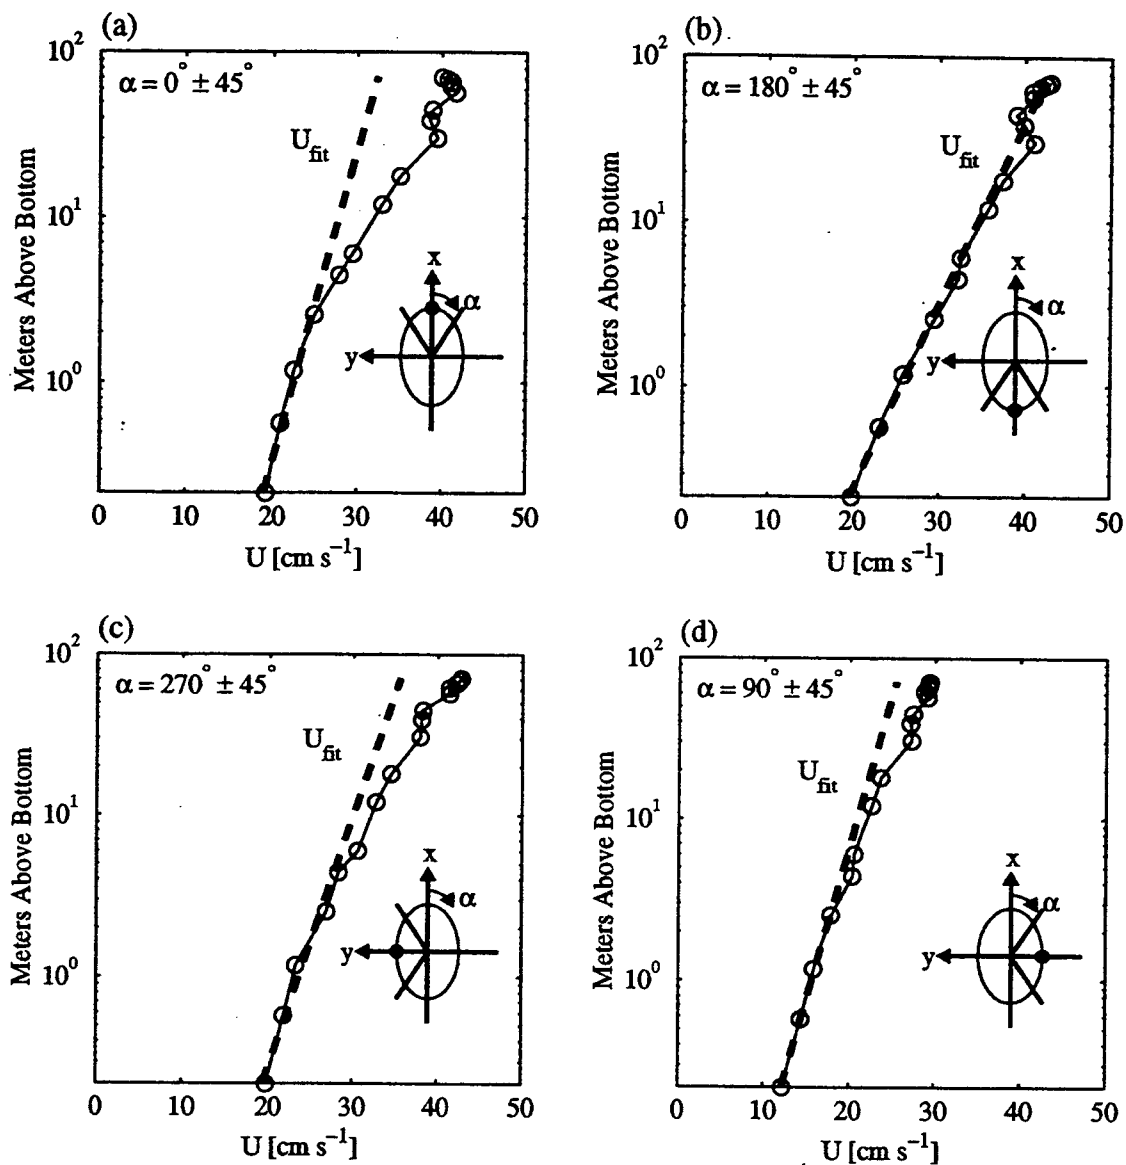 (a)
10²
10¹
10⁰
Meters Above Bottom
α = 0° ± 45°
U_fit
x
α
y
0 10 20 30 40 50
U [cm s⁻¹]
(b)
10²
10¹
10⁰
Meters Above Bottom
α = 180° ± 45°
U_fit
x
α
y
0 10 20 30 40 50
U [cm s⁻¹]
(c)
10²
10¹
10⁰
Meters Above Bottom
α = 270° ± 45°
U_fit
x
α
y
0 10 20 30 40 50
U [cm s⁻¹]
(d)
10²
10¹
10⁰
Meters Above Bottom
α = 90° ± 45°
U_fit
x
α
y
0 10 20 30 40 50
U [cm s⁻¹]